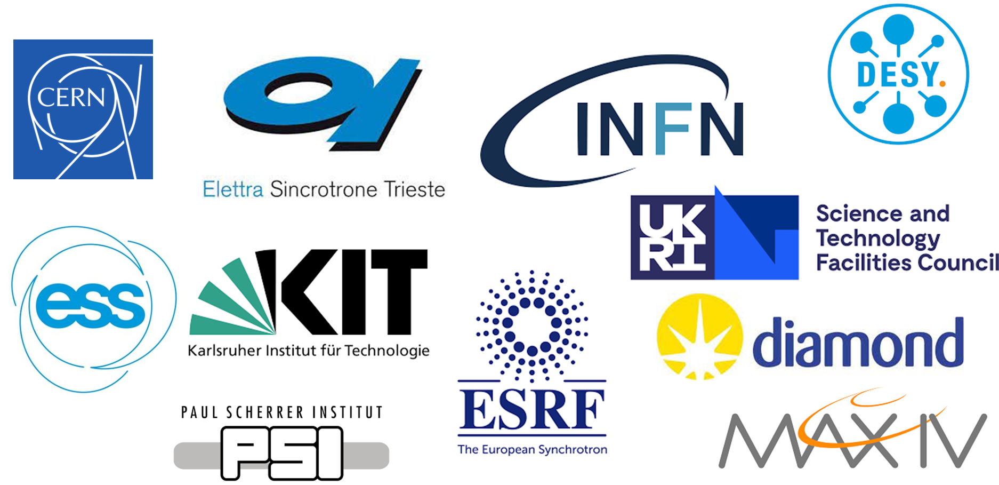 CERN
Elettra Sincrotrone Trieste
INFN
DESY.
UK
RI
Science and
Technology
Facilities Council
ess
KIT
Karlsruher Institut für Technologie
ESRF
The European Synchrotron
diamond
PAUL SCHERRER INSTITUT
PSI
MAX IV